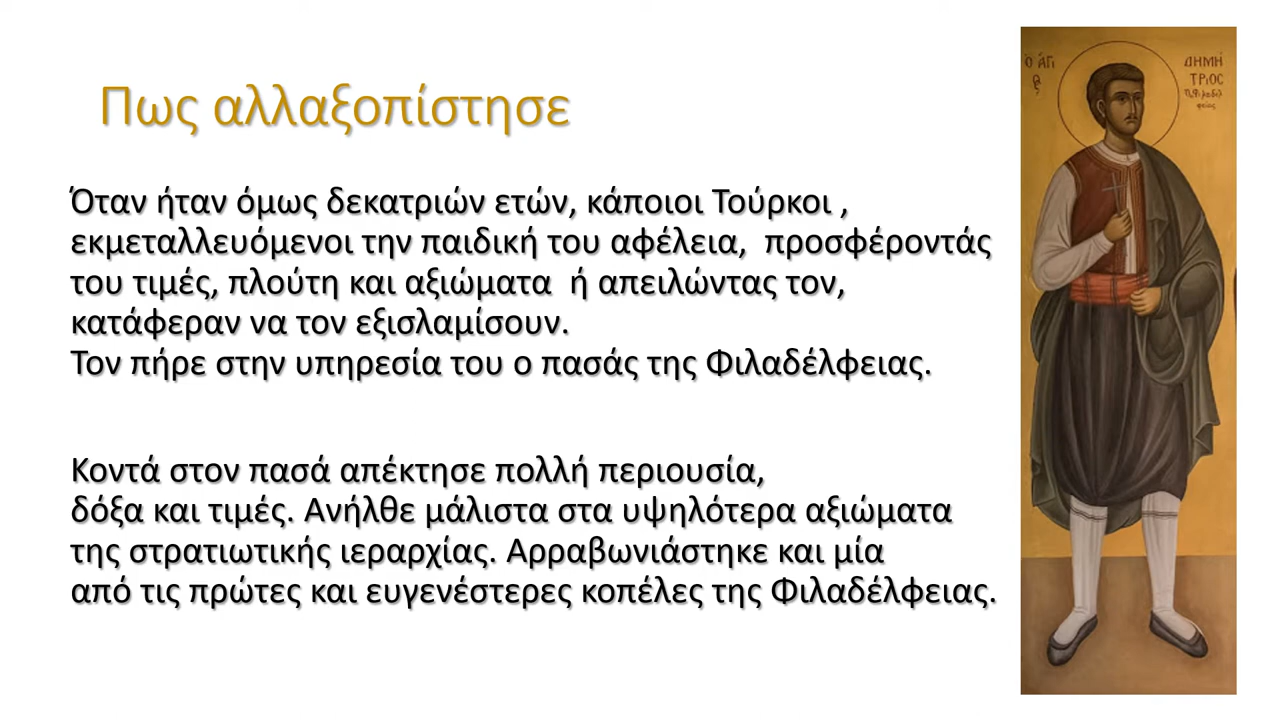 Πως αλλαξοπίστησε
Όταν ήταν όμως δεκατριών ετών, κάποιοι Τούρκοι ,
εκμεταλλευόμενοι την παιδική του αφέλεια,  προσφέροντάς
του τιμές, πλούτη και αξιώματα  ή απειλώντας τον,
κατάφεραν να τον εξισλαμίσουν.
Τον πήρε στην υπηρεσία του ο πασάς της Φιλαδέλφειας.
Κοντά στον πασά απέκτησε πολλή περιουσία,
δόξα και τιμές. Ανήλθε μάλιστα στα υψηλότερα αξιώματα
της στρατιωτικής ιεραρχίας. Αρραβωνιάστηκε και μία
από τις πρώτες και ευγενέστερες κοπέλες της Φιλαδέλφειας.
ὁ ἍΓΙ
ΔΗΜΗ
ΤΡΙΟΣ